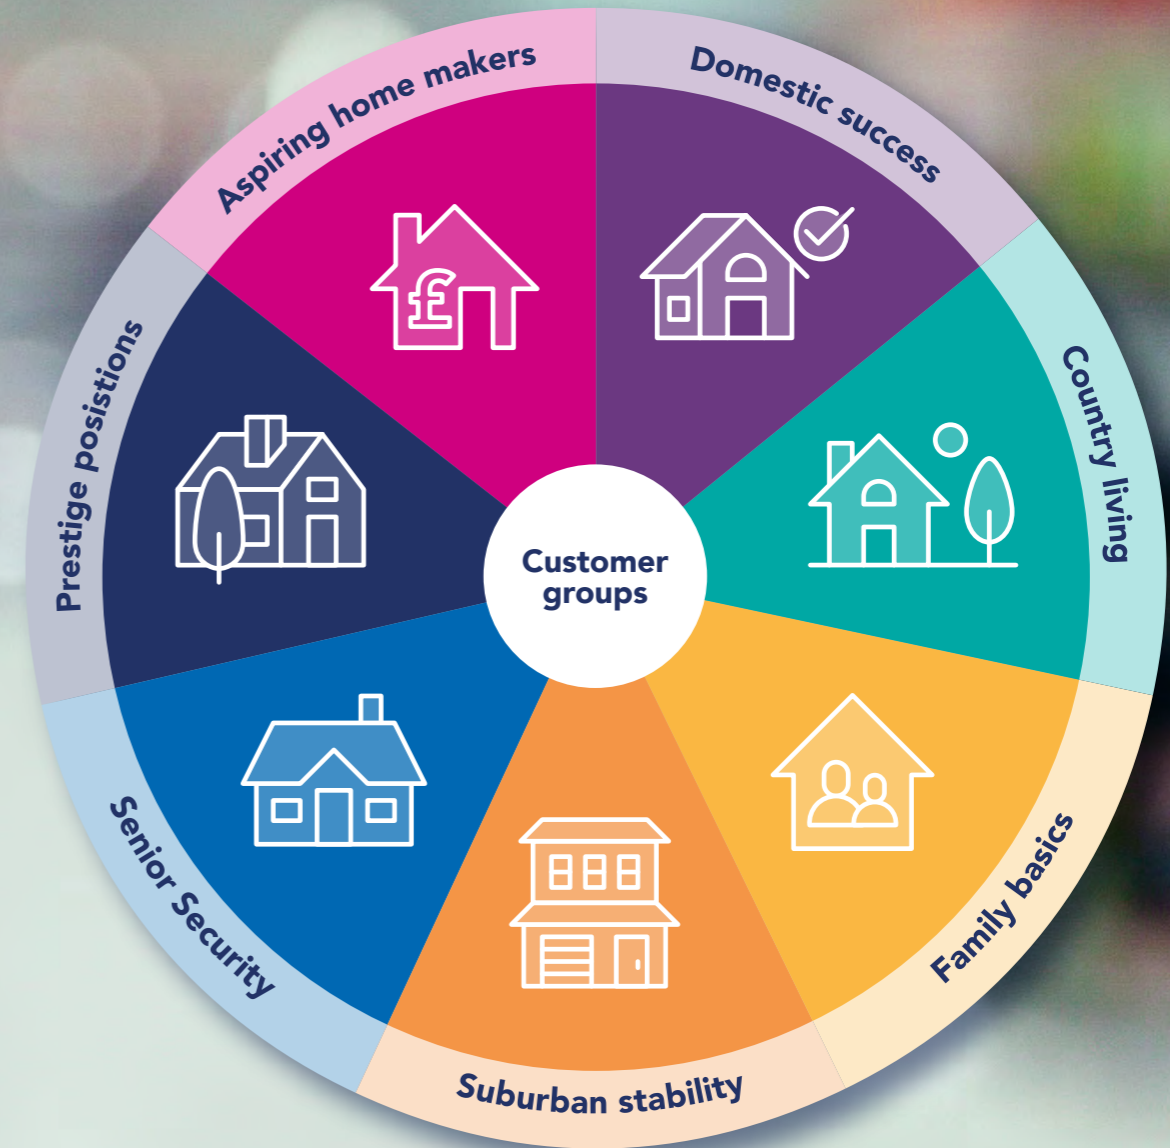 Aspiring home makers
Domestic success
Country living
Family basics
Suburban stability
Senior Security
Prestige posistions
£
Customer
groups